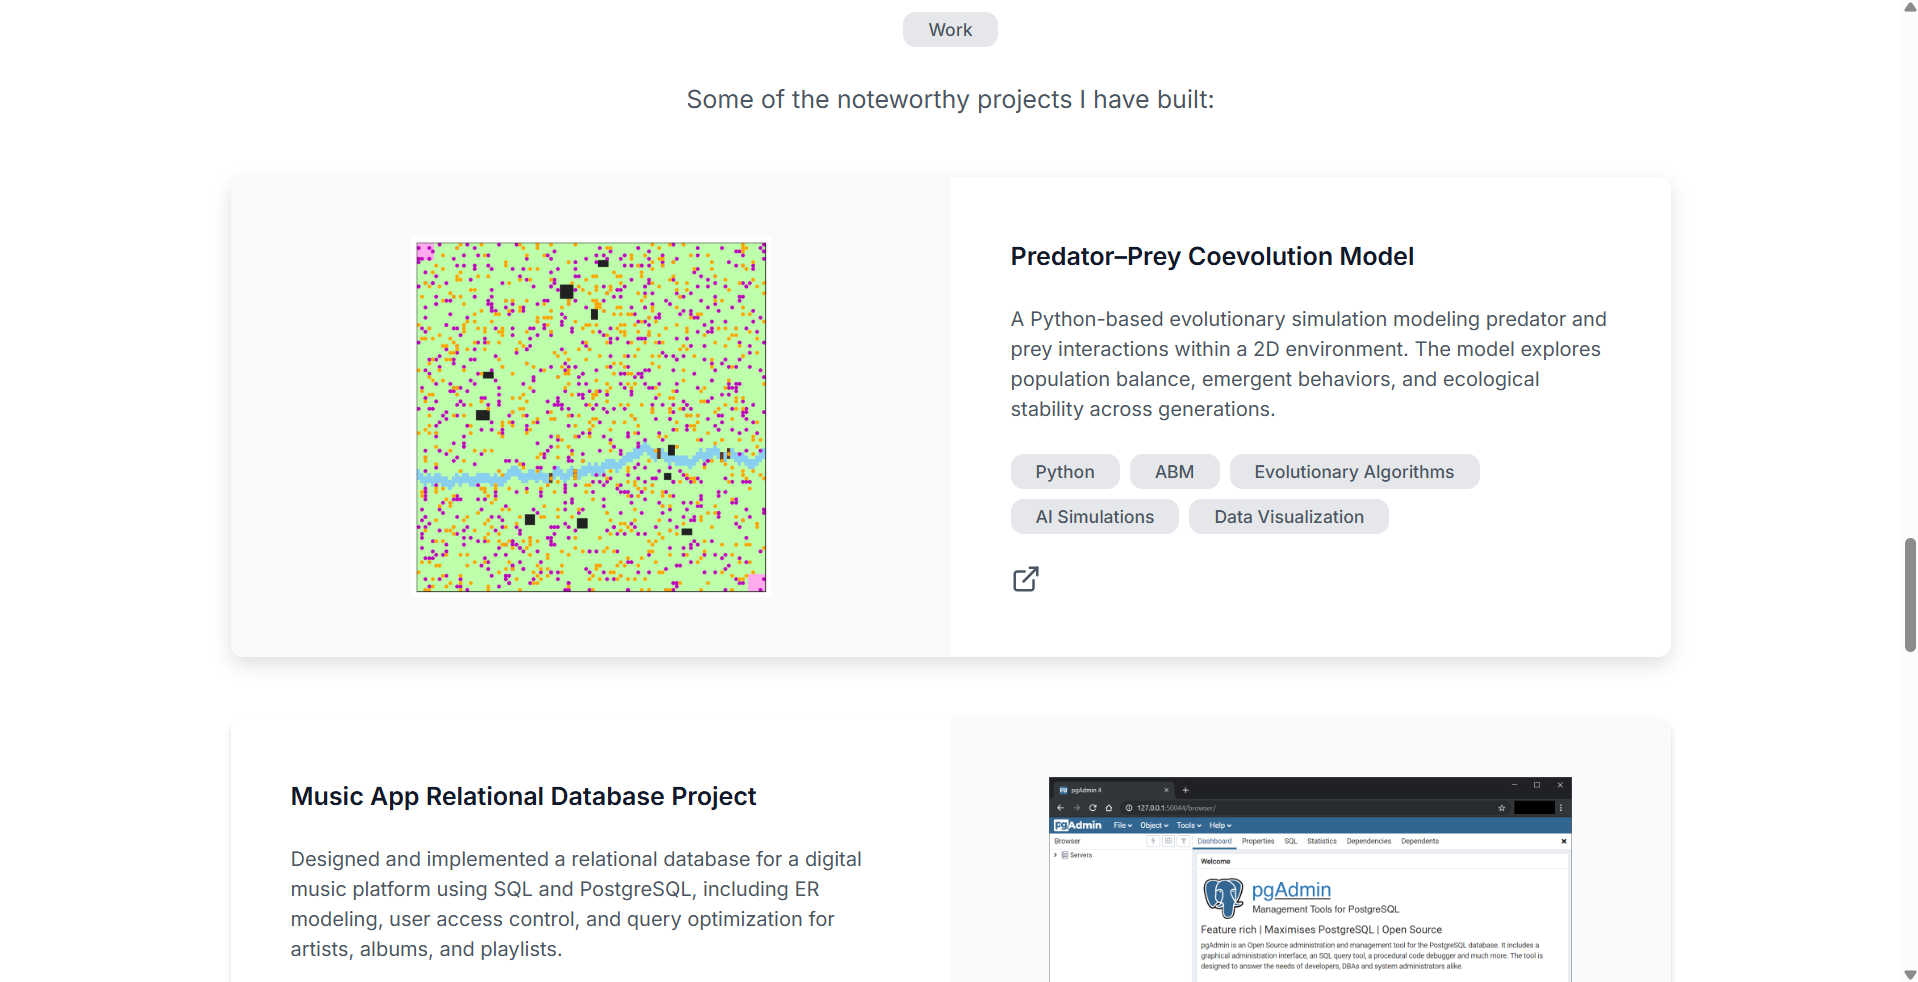 Work
Some of the noteworthy projects I have built:
Predator–Prey Coevolution Model
A Python-based evolutionary simulation modeling predator and
prey interactions within a 2D environment. The model explores
population balance, emergent behaviors, and ecological
stability across generations.
Python ABM Evolutionary Algorithms
AI Simulations Data Visualization
Music App Relational Database Project
Designed and implemented a relational database for a digital
music platform using SQL and PostgreSQL, including ER
modeling, user access control, and query optimization for
artists, albums, and playlists.
pgAdmin 4
127.0.0.1:50044/browser/
pgAdmin File Object Tools Help
Browser Dashboard Properties SQL Statistics Dependencies Dependents
Servers
Welcome
pgAdmin
Management Tools for PostgreSQL
Feature rich | Maximises PostgreSQL | Open Source
pgAdmin is an Open Source administration and management tool for the PostgreSQL database. It includes a
graphical administration interface, an SQL query tool, a procedural code debugger and much more. The tool is
designed to answer the needs of developers, DBAs and system administrators alike.